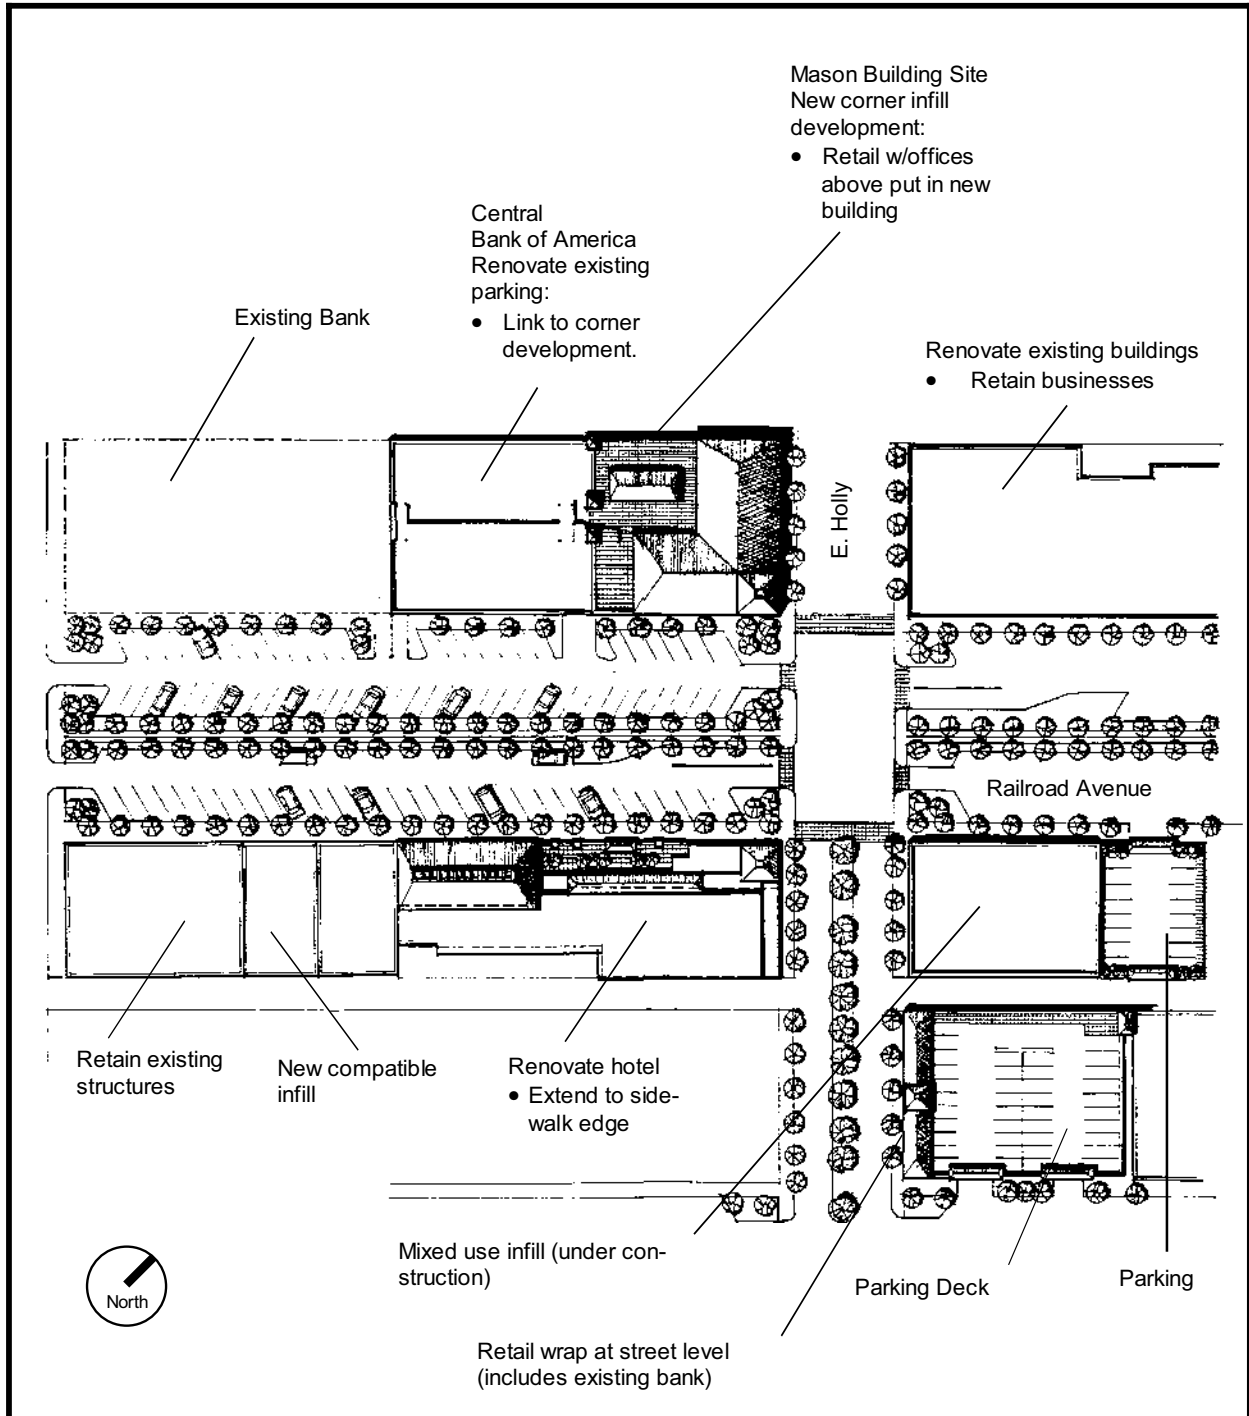 Mason Building Site
New corner infill
development:
• Retail w/offices
above put in new
building
Central
Bank of America
Renovate existing
parking:
• Link to corner
development.
Existing Bank
Renovate existing buildings
• Retain businesses
E. Holly
Railroad Avenue
Retain existing
structures
New compatible
infill
Renovate hotel
• Extend to side-
walk edge
Mixed use infill (under con-
struction)
Parking Deck
Parking
North
Retail wrap at street level
(includes existing bank)